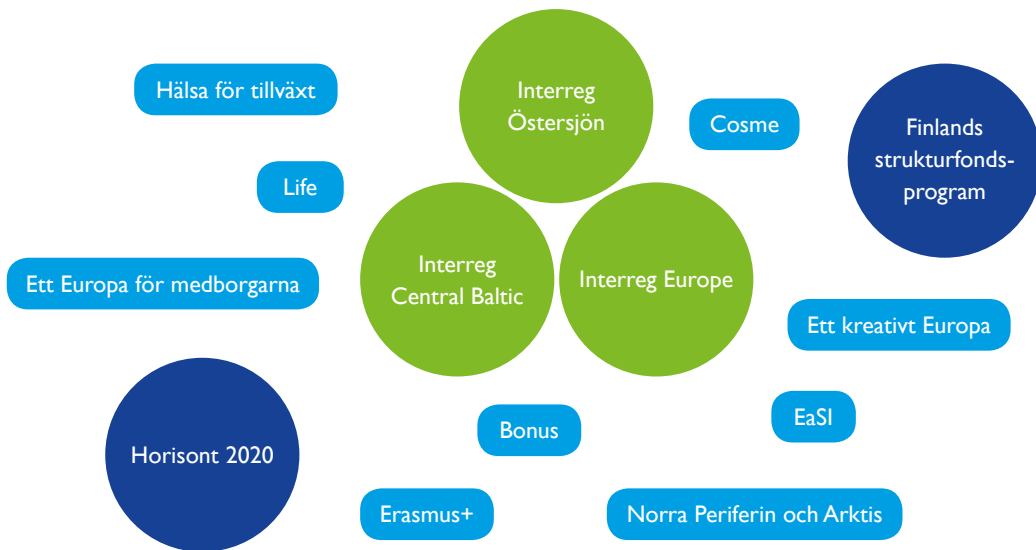 Hälsa för tillväxt
Interreg
Östersjön
Cosme
Finlands
strukturfonds-
program
Life
Ett Europa för medborgarna
Interreg
Central Baltic
Interreg Europe
Ett kreativt Europa
Horisont 2020
Bonus
EaSI
Erasmus+
Norra Periferin och Arktis